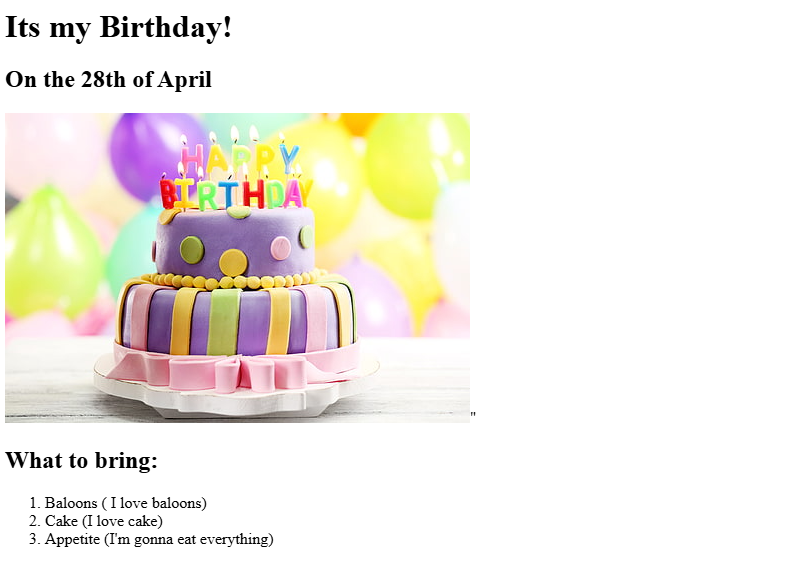 Its my Birthday!
On the 28th of April
HAPPY
BIRTHDAY
"
What to bring:
1. Baloons ( I love baloons)
2. Cake (I love cake)
3. Appetite (I'm gonna eat everything)